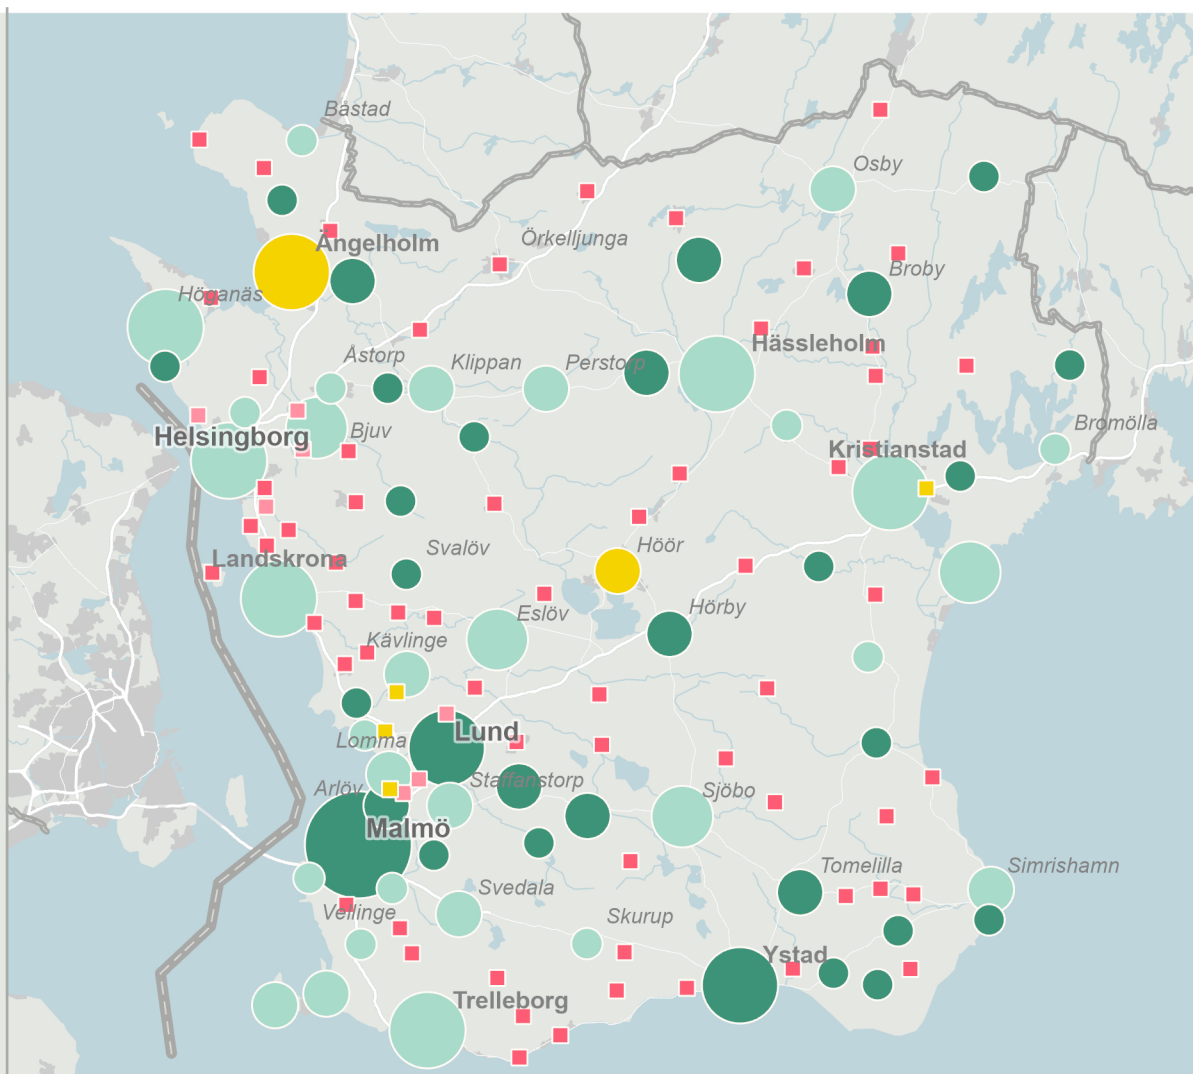 Båstad
Osby
Örkelljunga
Ängelholm
Broby
Höganäs
Hässleholm
Åstorp
Klippan
Perstorp
Bromölla
Bjuv
Helsingborg
Kristianstad
Höör
Svalöv
Landskrona
Hörby
Eslöv
Kävlinge
Lund
Lomma
Staffanstorp
Arlöv
Sjöbo
Malmö
Tomelilla
Simrishamn
Svedala
Vellinge
Skurup
Ystad
Trelleborg